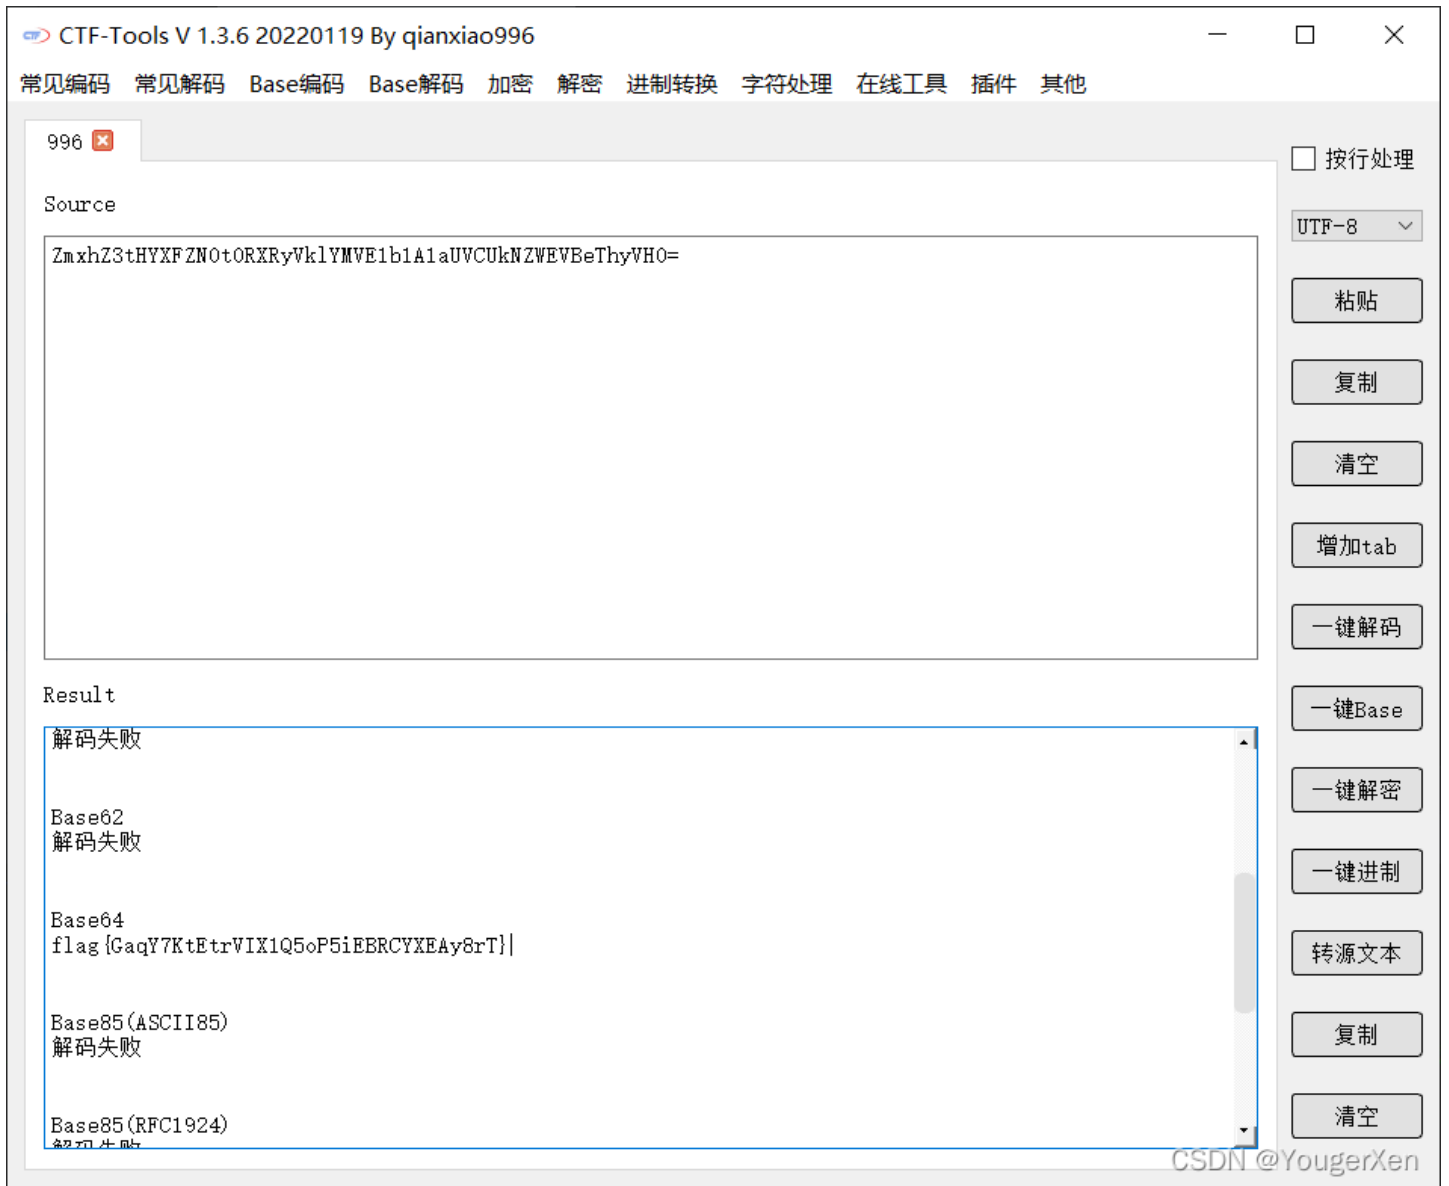 CTF-Tools V 1.3.6 20220119 By qianxiao996
常见编码 常见解码 Base编码 Base解码 加密 解密 进制转换 字符处理 在线工具 插件 其他
996
按行处理
Source
UTF-8
ZmxhZ3tHYXFZN0t0RXRyVklYMVE1b1A1aUVCUkNZWEVBeThyVH0=
粘贴
复制
清空
增加tab
一键解码
Result
一键Base
解码失败
一键解密
Base62
解码失败
一键进制
Base64
flag{GaqY7KtEtrVIX1Q5oP5iEBRCYXEAy8rT}
转源文本
Base85(ASCII85)
解码失败
复制
Base85(RFC1924)
解码失败
清空
CSDN @YougerXen